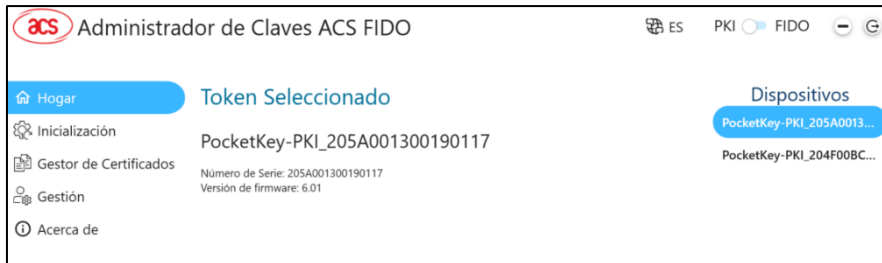 acs Administrador de Claves ACS FIDO
ES
PKI FIDO
Hogar
Inicialización
Gestor de Certificados
Gestión
Acerca de
Token Seleccionado
PocketKey-PKI_205A001300190117
Número de Serie: 205A001300190117
Versión de firmware: 6.01
Dispositivos
PocketKey-PKI_205A0013...
PocketKey-PKI_204F00BC...